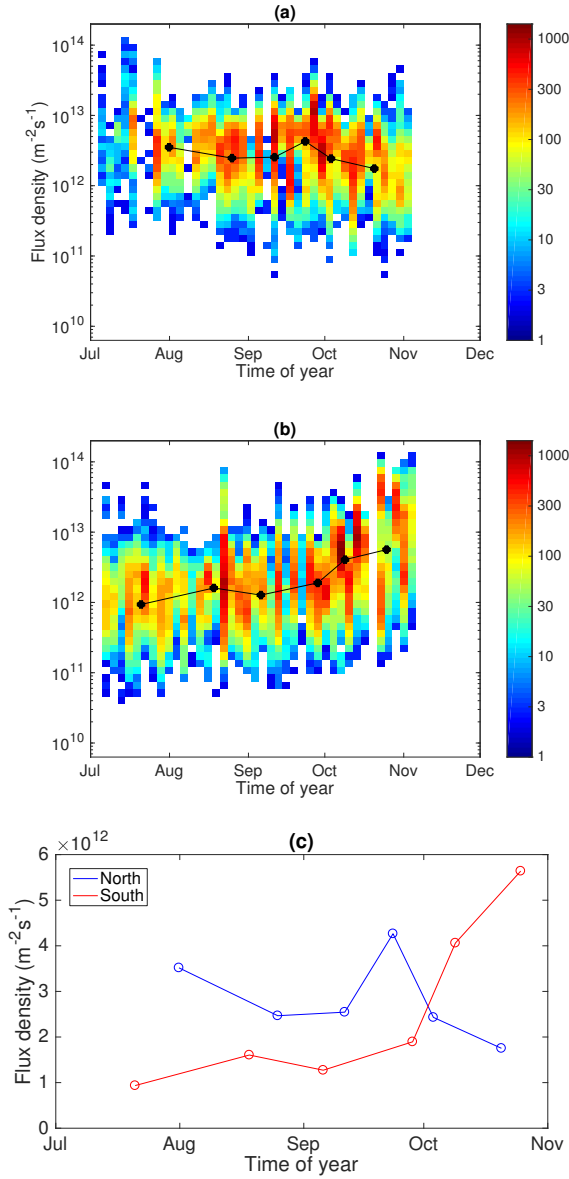 (a)
10^14
10^13
10^12
10^11
10^10
Flux density (m^-2s^-1)
Jul Aug Sep Oct Nov Dec
Time of year
1000
300
100
30
10
3
1
(b)
10^14
10^13
10^12
10^11
10^10
Flux density (m^-2s^-1)
Jul Aug Sep Oct Nov Dec
Time of year
1000
300
100
30
10
3
1
(c)
×10^12
6
5
4
3
2
1
0
Flux density (m^-2s^-1)
North
South
Jul Aug Sep Oct Nov
Time of year